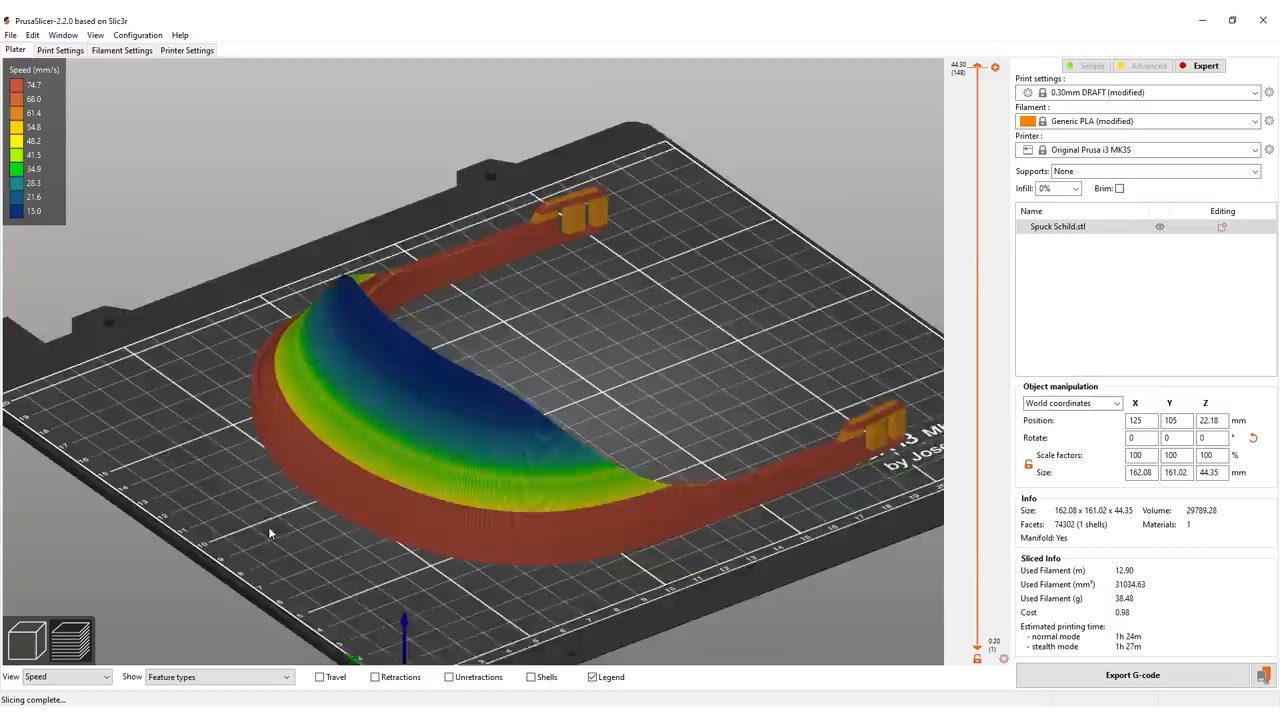 PrusaSlicer-2.2.0 based on Slic3r
File Edit Window View Configuration Help
Plater Print Settings Filament Settings Printer Settings
Speed (mm/s)
74.7
68.0
61.4
54.8
48.2
41.5
34.9
28.3
21.6
15.0
by Jose
44.30
(148)
0.20
(1)
Simple Advanced Expert
Print settings :
0.30mm DRAFT (modified)
Filament :
Generic PLA (modified)
Printer :
Original Prusa i3 MK3S
Supports: None
Infill: 0% Brim:
Name Editing
Spuck Schild.stl
Object manipulation
World coordinates X Y Z
Position: 125 105 22.18 mm
Rotate: 0 0 0 °
Scale factors: 100 100 100 %
Size: 162.08 161.02 44.35 mm
Info
Size: 162.08 x 161.02 x 44.35 Volume: 29789.28
Facets: 74302 (1 shells) Materials: 1
Manifold: Yes
Sliced Info
Used Filament (m) 12.90
Used Filament (mm³) 31034.63
Used Filament (g) 38.48
Cost 0.98
Estimated printing time:
- normal mode 1h 24m
- stealth mode 1h 27m
Export G-code
View Speed Show Feature types Travel Retractions Unretractions Shells Legend
Slicing complete...